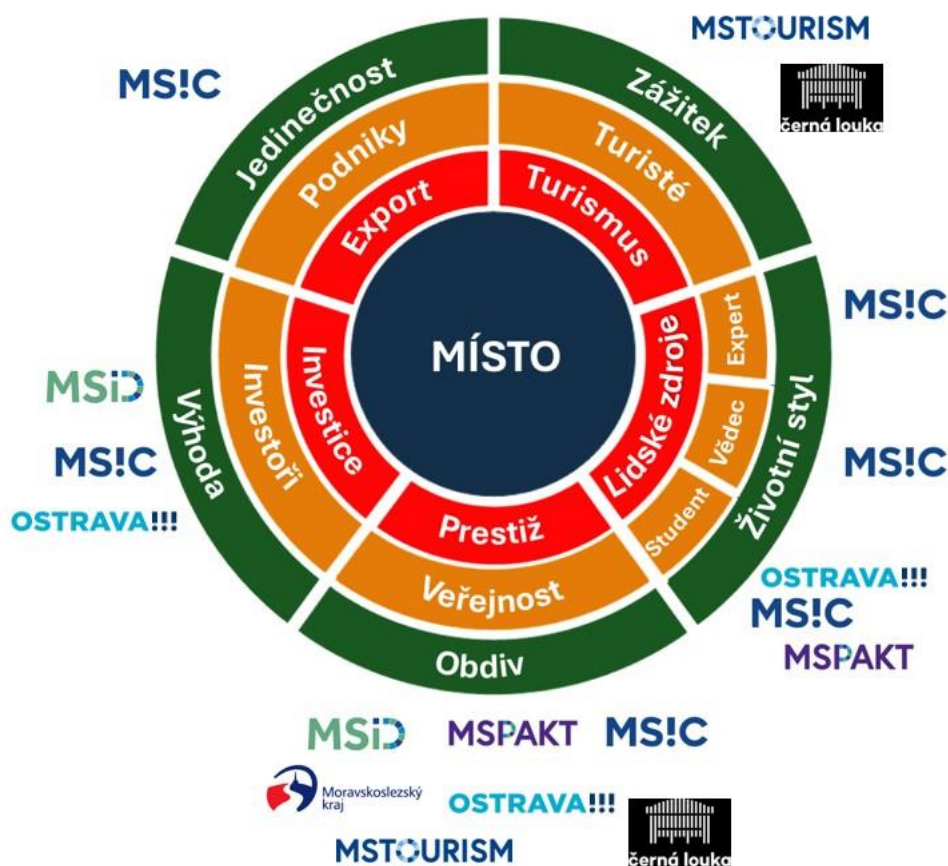 MSTOURISM
MS!C
černá louka
Jedinečnost
Zážitek
Podniky
Turisté
Export
Turismus
MÍSTO
Expert
MS!C
Lidské zdroje
Vědec
Student
Životní styl
MS!C
MSiD
Výhoda
Investoři
Investice
MS!C
OSTRAVA!!!
Prestiž
Veřejnost
Obdiv
OSTRAVA!!!
MS!C
MSPAKT
MSiD
MSPAKT
MS!C
Moravskoslezský
kraj
OSTRAVA!!!
MSTOURISM
černá louka